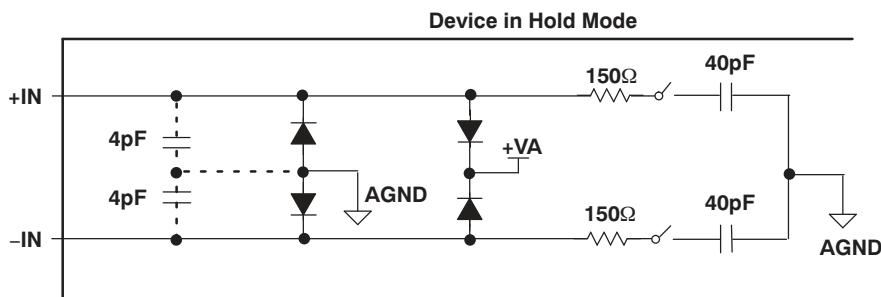 Device in Hold Mode
150Ω
40pF
+IN
4pF
+VA
4pF
AGND
150Ω
40pF
−IN
AGND